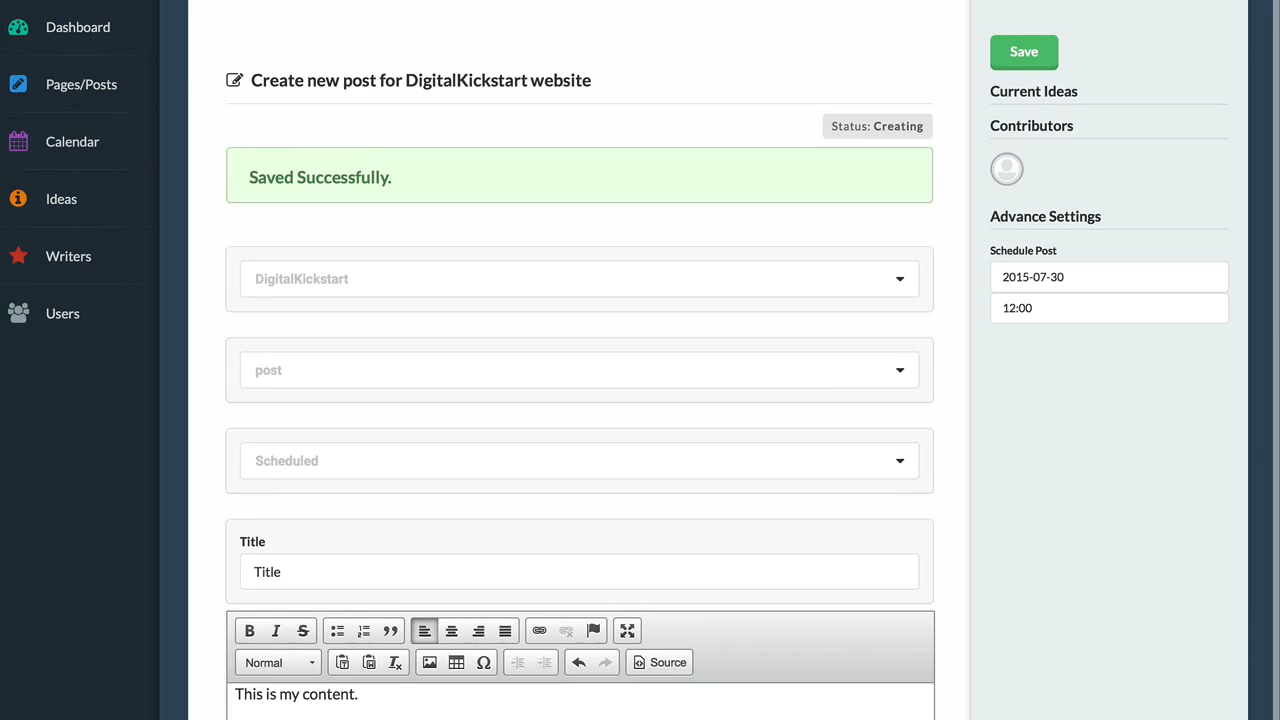 Dashboard
Pages/Posts
Calendar
Ideas
Writers
Users
Create new post for DigitalKickstart website
Status: Creating
Saved Successfully.
DigitalKickstart
post
Scheduled
Title
Title
Normal
Source
This is my content.
Save
Current Ideas
Contributors
Advance Settings
Schedule Post
2015-07-30
12:00